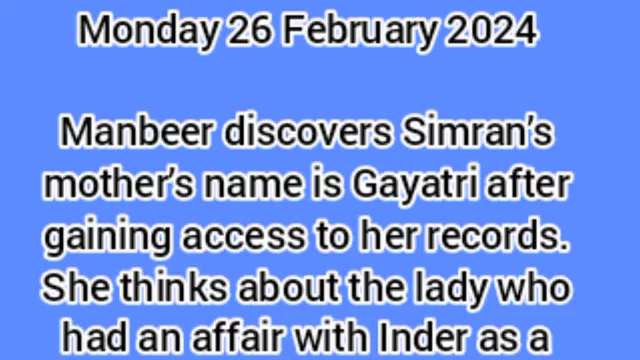 Monday 26 February 2024
Manbeer discovers Simran's
mother's name is Gayatri after
gaining access to her records.
She thinks about the lady who
had an affair with Inder as a